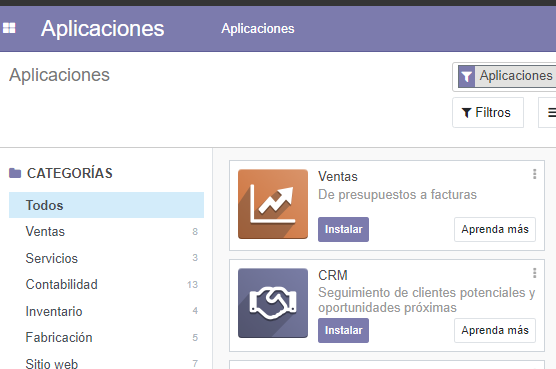 Aplicaciones
Aplicaciones
Aplicaciones
Aplicaciones
Filtros
CATEGORÍAS
Todos
Ventas 8
Servicios 3
Contabilidad 13
Inventario 4
Fabricación 5
Sitio web 7
Ventas
De presupuestos a facturas
Instalar
Aprenda más
CRM
Seguimiento de clientes potenciales y
oportunidades próximas
Instalar
Aprenda más